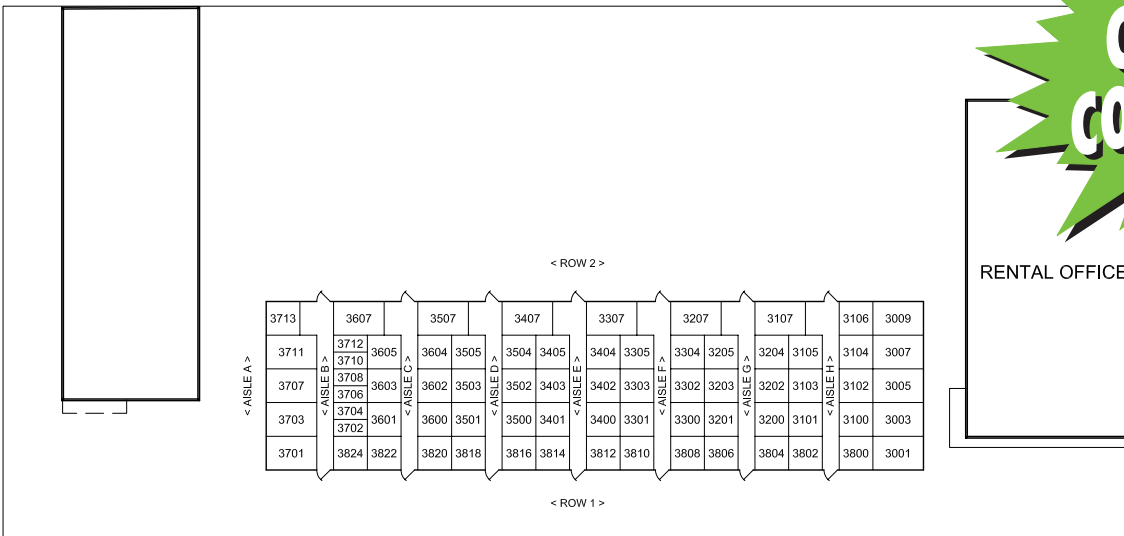 < ROW 2 >
RENTAL OFFICE
3713 3607 3507 3407 3307 3207 3107 3106 3009
3711 3712 3605 3604 3505 3504 3405 3404 3305 3304 3205 3204 3105 3104 3007
3710
3707 3708 3603 3602 3503 3502 3403 3402 3303 3302 3203 3202 3103 3102 3005
3706
3703 3704 3601 3600 3501 3500 3401 3400 3301 3300 3201 3200 3101 3100 3003
3702
3701 3824 3822 3820 3818 3816 3814 3812 3810 3808 3806 3804 3802 3800 3001
< AISLE A >
< AISLE B >
< AISLE C >
< AISLE D >
< AISLE E >
< AISLE F >
< AISLE G >
< AISLE H >
< ROW 1 >